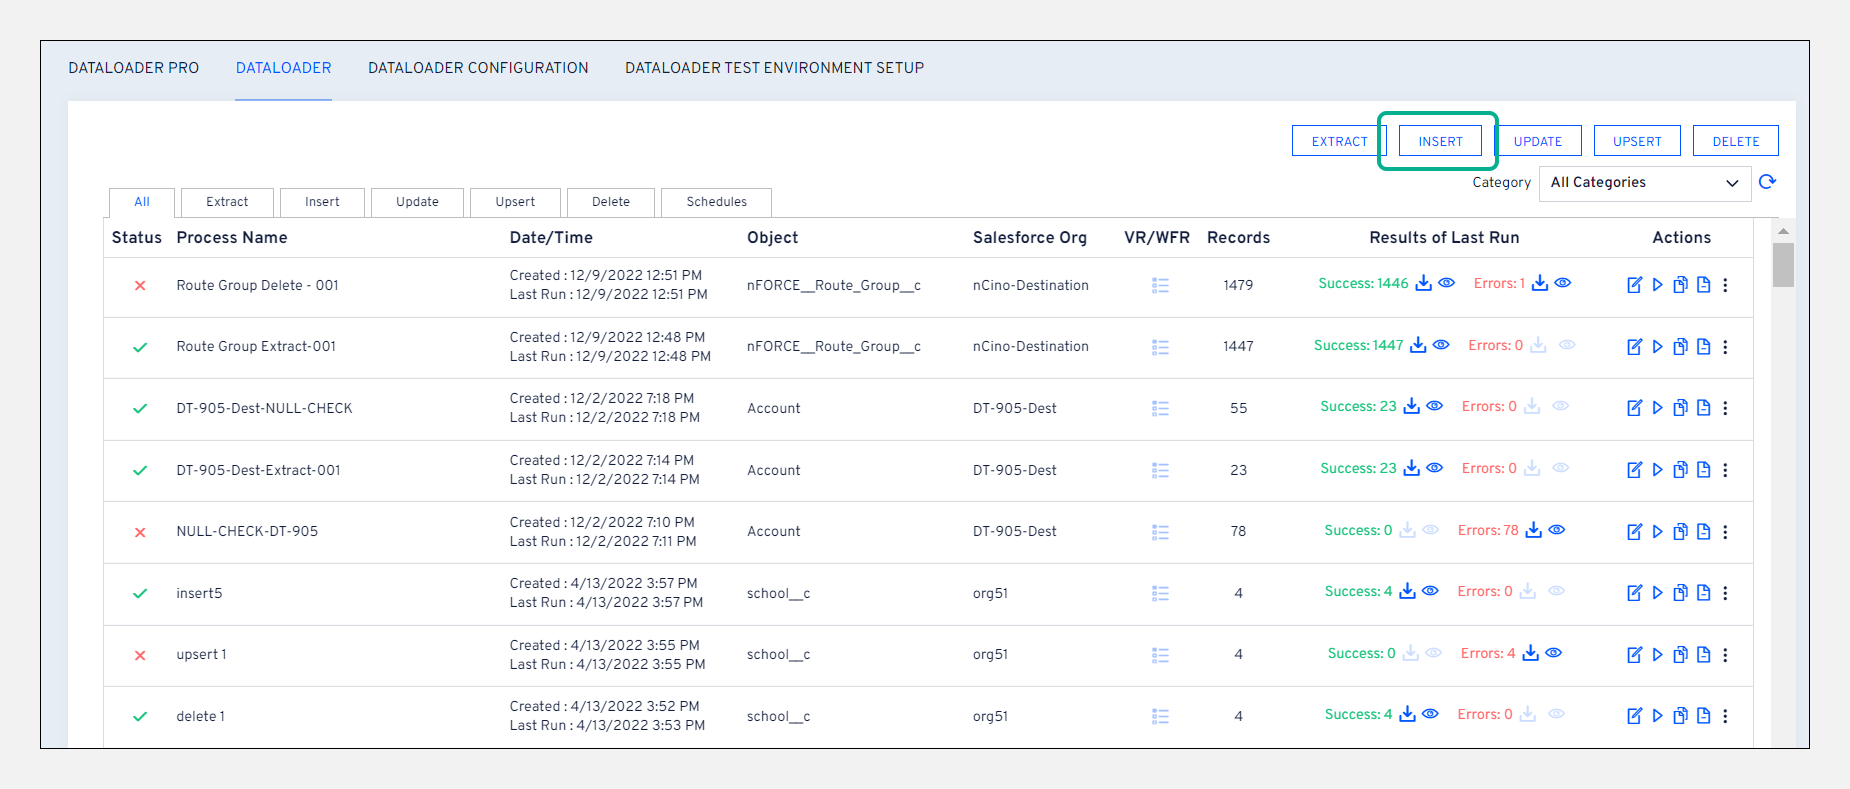 DATALOADER PRO DATALOADER DATALOADER CONFIGURATION DATALOADER TEST ENVIRONMENT SETUP
EXTRACT INSERT UPDATE UPSERT DELETE
Category All Categories
All Extract Insert Update Upsert Delete Schedules
Status Process Name Date/Time Object Salesforce Org VR/WFR Records Results of Last Run Actions
Created : 12/9/2022 12:51 PM
Route Group Delete - 001 nFORCE__Route_Group__c nCino-Destination 1479 Success: 1446 Errors: 1
Last Run : 12/9/2022 12:51 PM
Created : 12/9/2022 12:48 PM
Route Group Extract-001 nFORCE__Route_Group__c nCino-Destination 1447 Success: 1447 Errors: 0
Last Run : 12/9/2022 12:48 PM
Created : 12/2/2022 7:18 PM
DT-905-Dest-NULL-CHECK Account DT-905-Dest 55 Success: 23 Errors: 0
Last Run : 12/2/2022 7:18 PM
Created : 12/2/2022 7:14 PM
DT-905-Dest-Extract-001 Account DT-905-Dest 23 Success: 23 Errors: 0
Last Run : 12/2/2022 7:14 PM
Created : 12/2/2022 7:10 PM
NULL-CHECK-DT-905 Account DT-905-Dest 78 Success: 0 Errors: 78
Last Run : 12/2/2022 7:11 PM
Created : 4/13/2022 3:57 PM
insert5 school__c org51 4 Success: 4 Errors: 0
Last Run : 4/13/2022 3:57 PM
Created : 4/13/2022 3:55 PM
upsert 1 school__c org51 4 Success: 0 Errors: 4
Last Run : 4/13/2022 3:55 PM
Created : 4/13/2022 3:52 PM
delete 1 school__c org51 4 Success: 4 Errors: 0
Last Run : 4/13/2022 3:53 PM